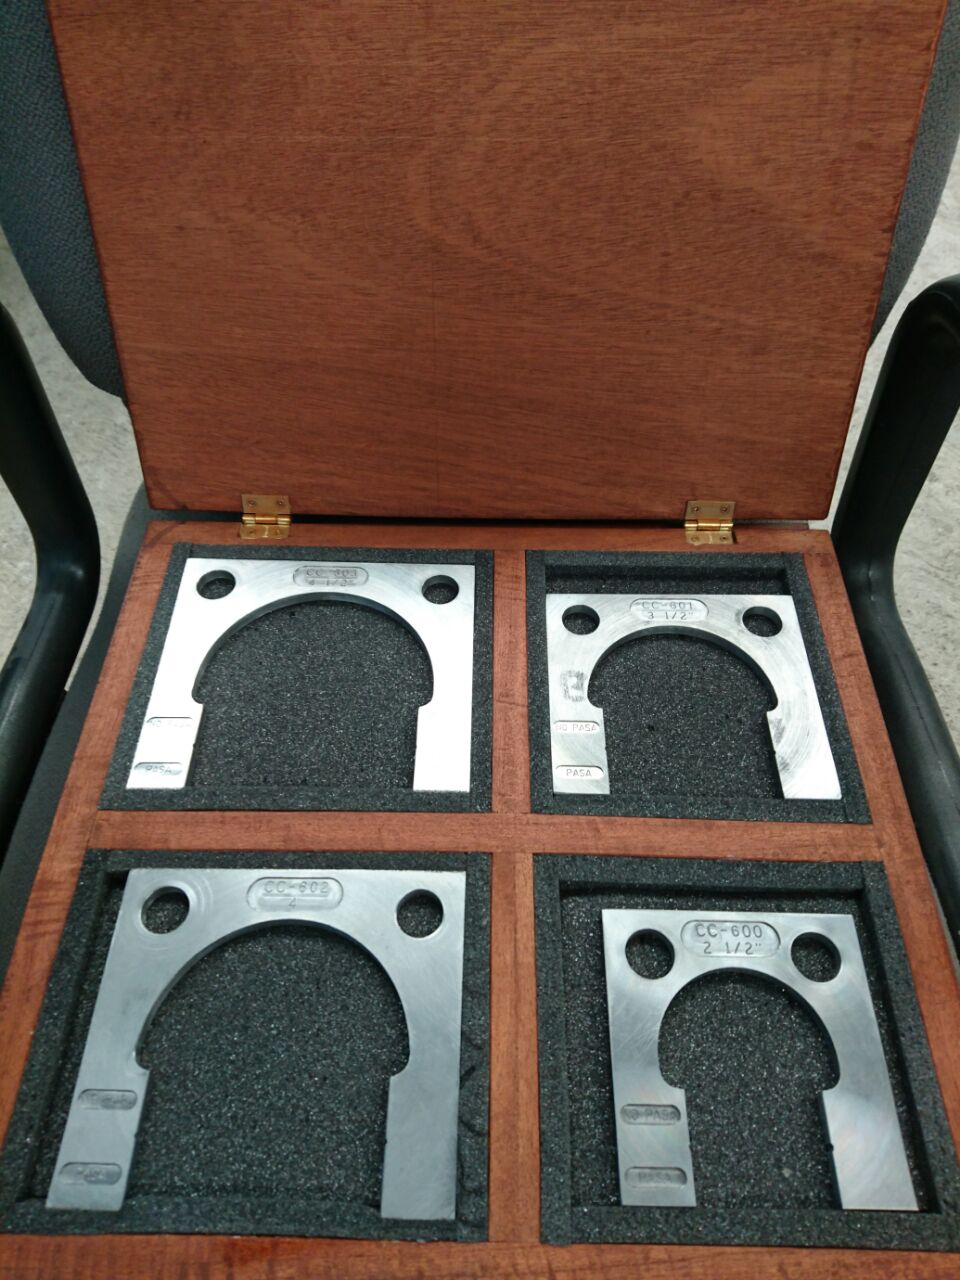 CC-603
4 1/2"
NO PASA
PASA
CC-601
3 1/2"
NO PASA
PASA
CC-602
4
NO PASA
PASA
CC-600
2 1/2"
NO PASA
PASA